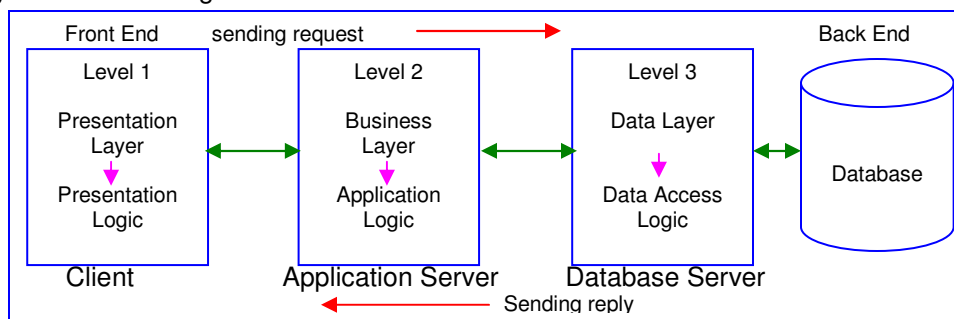 Front End sending request Back End
Level 1
Presentation
Layer
Presentation
Logic
Client
Level 2
Business
Layer
Application
Logic
Application Server
Level 3
Data Layer
Data Access
Logic
Database Server
Database
Sending reply